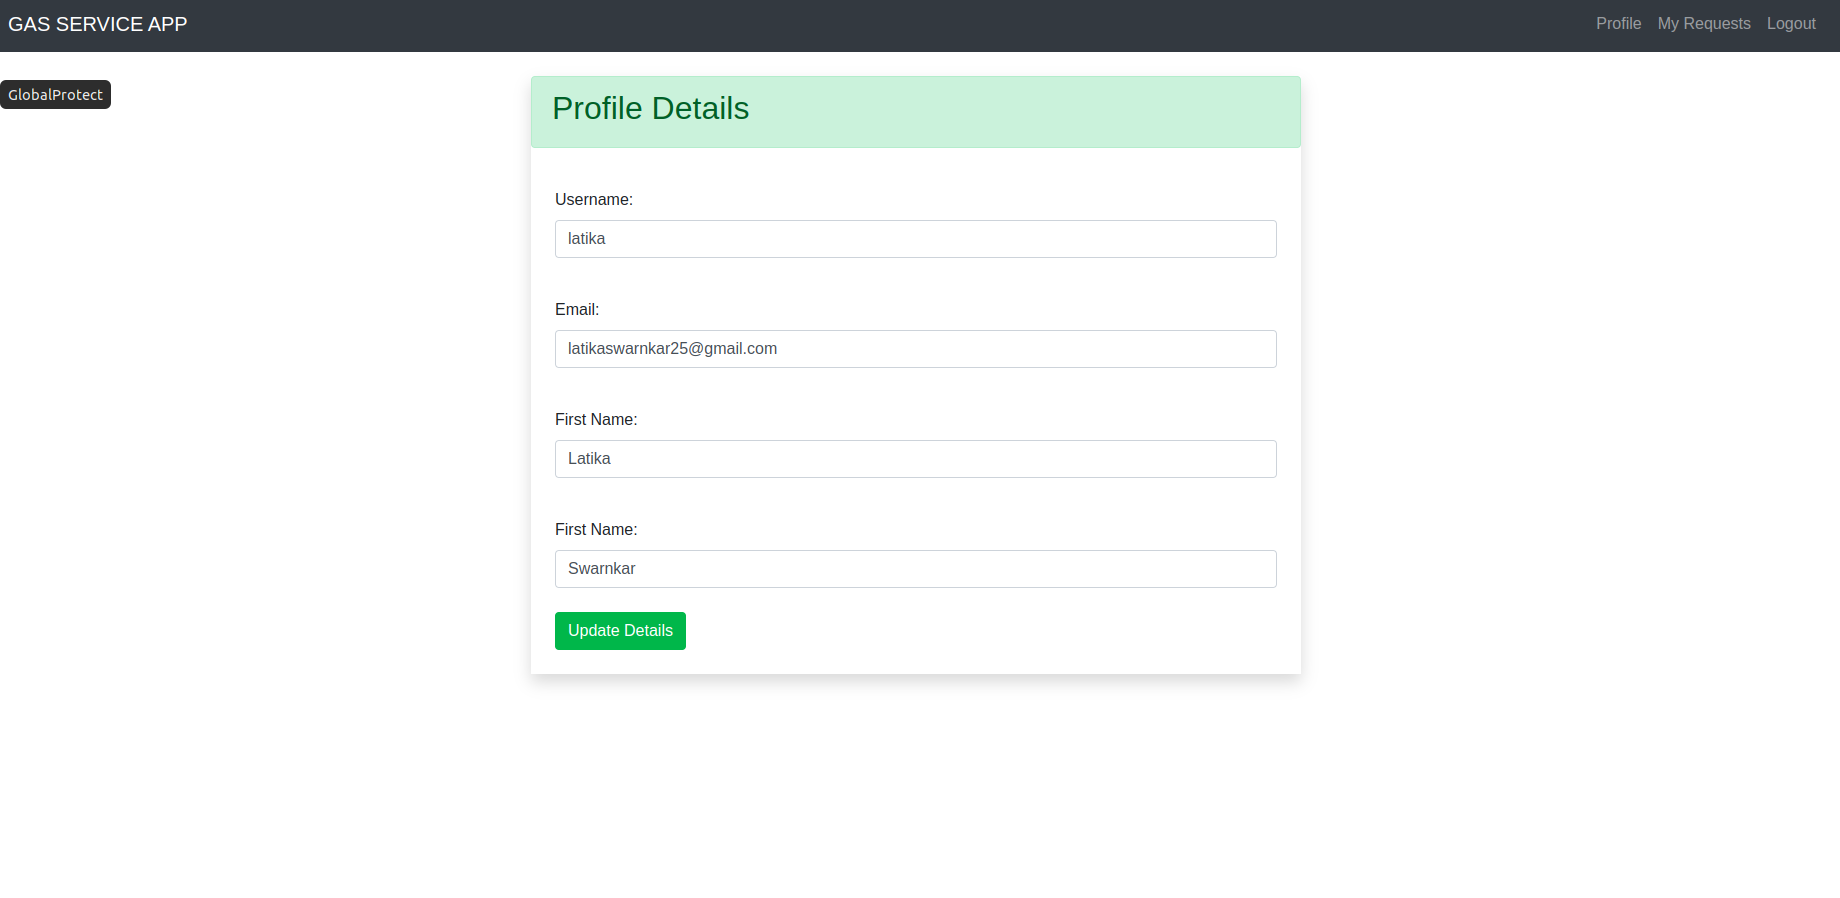 GAS SERVICE APP
Profile My Requests Logout
GlobalProtect
Profile Details
Username:
latika
Email:
latikaswarnkar25@gmail.com
First Name:
Latika
First Name:
Swarnkar
Update Details